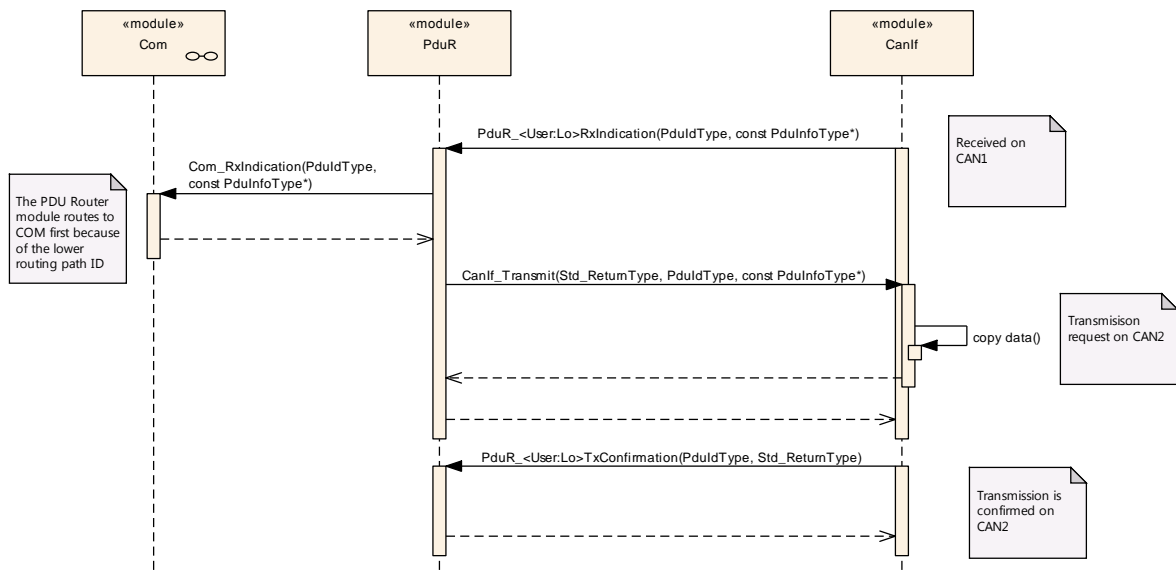 «module»
Com
«module»
PduR
«module»
CanIf
PduR_<User:Lo>RxIndication(PduIdType, const PduInfoType*)
Received on
CAN1
Com_RxIndication(PduIdType,
const PduInfoType*)
The PDU Router
module routes to
COM first because
of the lower
routing path ID
CanIf_Transmit(Std_ReturnType, PduIdType, const PduInfoType*)
Transmisison
request on CAN2
copy data()
PduR_<User:Lo>TxConfirmation(PduIdType, Std_ReturnType)
Transmission is
confirmed on
CAN2